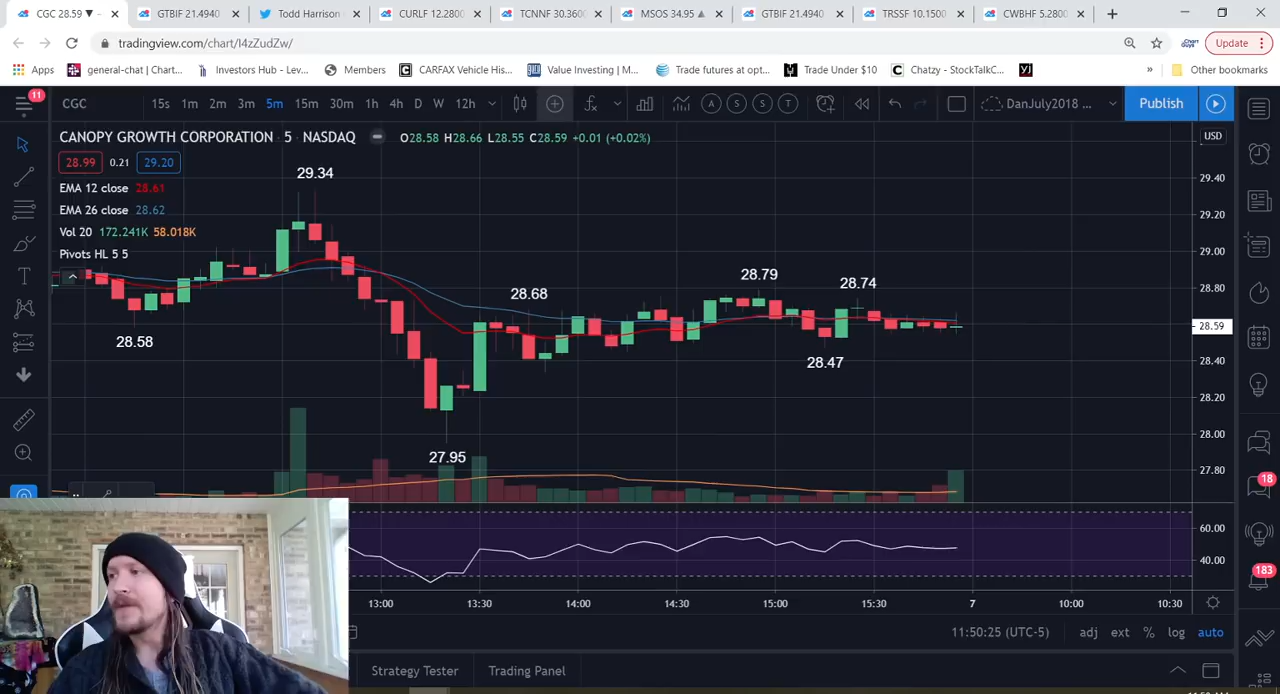 CGC 28.59 ▼
GTBIF 21.4940
Todd Harrison
CURLF 12.2800
TCNNF 30.3600
MSOS 34.95
GTBIF 21.4940
TRSSF 10.1500
CWBHF 5.2800
tradingview.com/chart/I4zZudZw/
Update
Apps
general-chat | Chart...
Investors Hub - Lev...
Members
CARFAX Vehicle His...
Value Investing | M...
Trade futures at opt...
Trade Under $10
Chatzy - StockTalkC...
YJ
»
Other bookmarks
11
CGC
15s 1m 2m 3m 5m 15m 30m 1h 4h D W 12h
A S S T
DanJuly2018 ...
Publish
CANOPY GROWTH CORPORATION · 5 · NASDAQ
O28.58 H28.66 L28.55 C28.59 +0.01 (+0.02%)
USD
28.99 0.21 29.20
EMA 12 close 28.61
EMA 26 close 28.62
Vol 20 172.241K 58.018K
Pivots HL 5 5
29.34
28.58
27.95
28.68
28.79
28.47
28.74
29.40
29.20
29.00
28.80
28.59
28.40
28.20
28.00
27.80
60.00
40.00
18
183
13:00 13:30 14:00 14:30 15:00 15:30 7 10:00 10:30
11:50:25 (UTC-5)
adj ext % log auto
Strategy Tester
Trading Panel